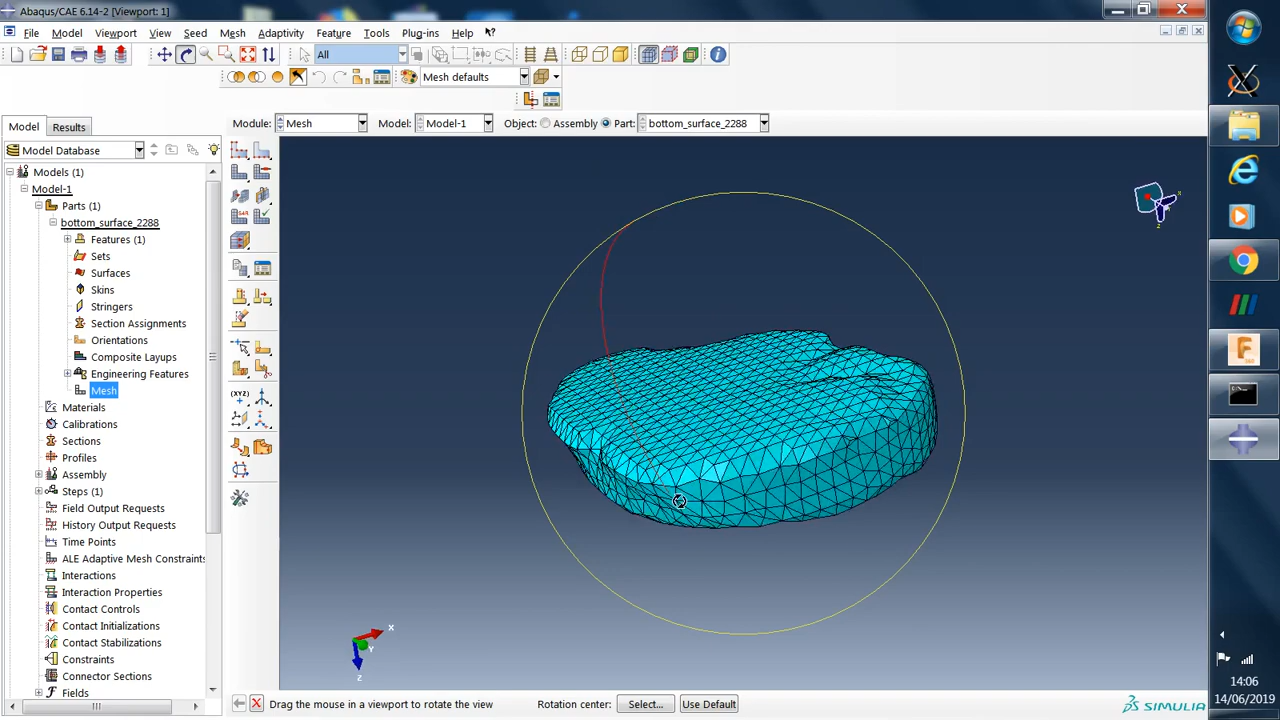 Abaqus/CAE 6.14-2 [Viewport: 1]
File Model Viewport View Seed Mesh Adaptivity Feature Tools Plug-ins Help
All
Mesh defaults
Model Results
Module: Mesh Model: Model-1 Object: Assembly Part: bottom_surface_2288
Model Database
Models (1)
Model-1
Parts (1)
bottom_surface_2288
Features (1)
Sets
Surfaces
Skins
Stringers
Section Assignments
Orientations
Composite Layups
Engineering Features
Mesh
Materials
Calibrations
Sections
Profiles
Assembly
Steps (1)
Field Output Requests
History Output Requests
Time Points
ALE Adaptive Mesh Constraints
Interactions
Interaction Properties
Contact Controls
Contact Initializations
Contact Stabilizations
Constraints
Connector Sections
Fields
X
Y
Z
Drag the mouse in a viewport to rotate the view
Rotation center: Select... Use Default
SIMULIA
14:06
14/06/2019